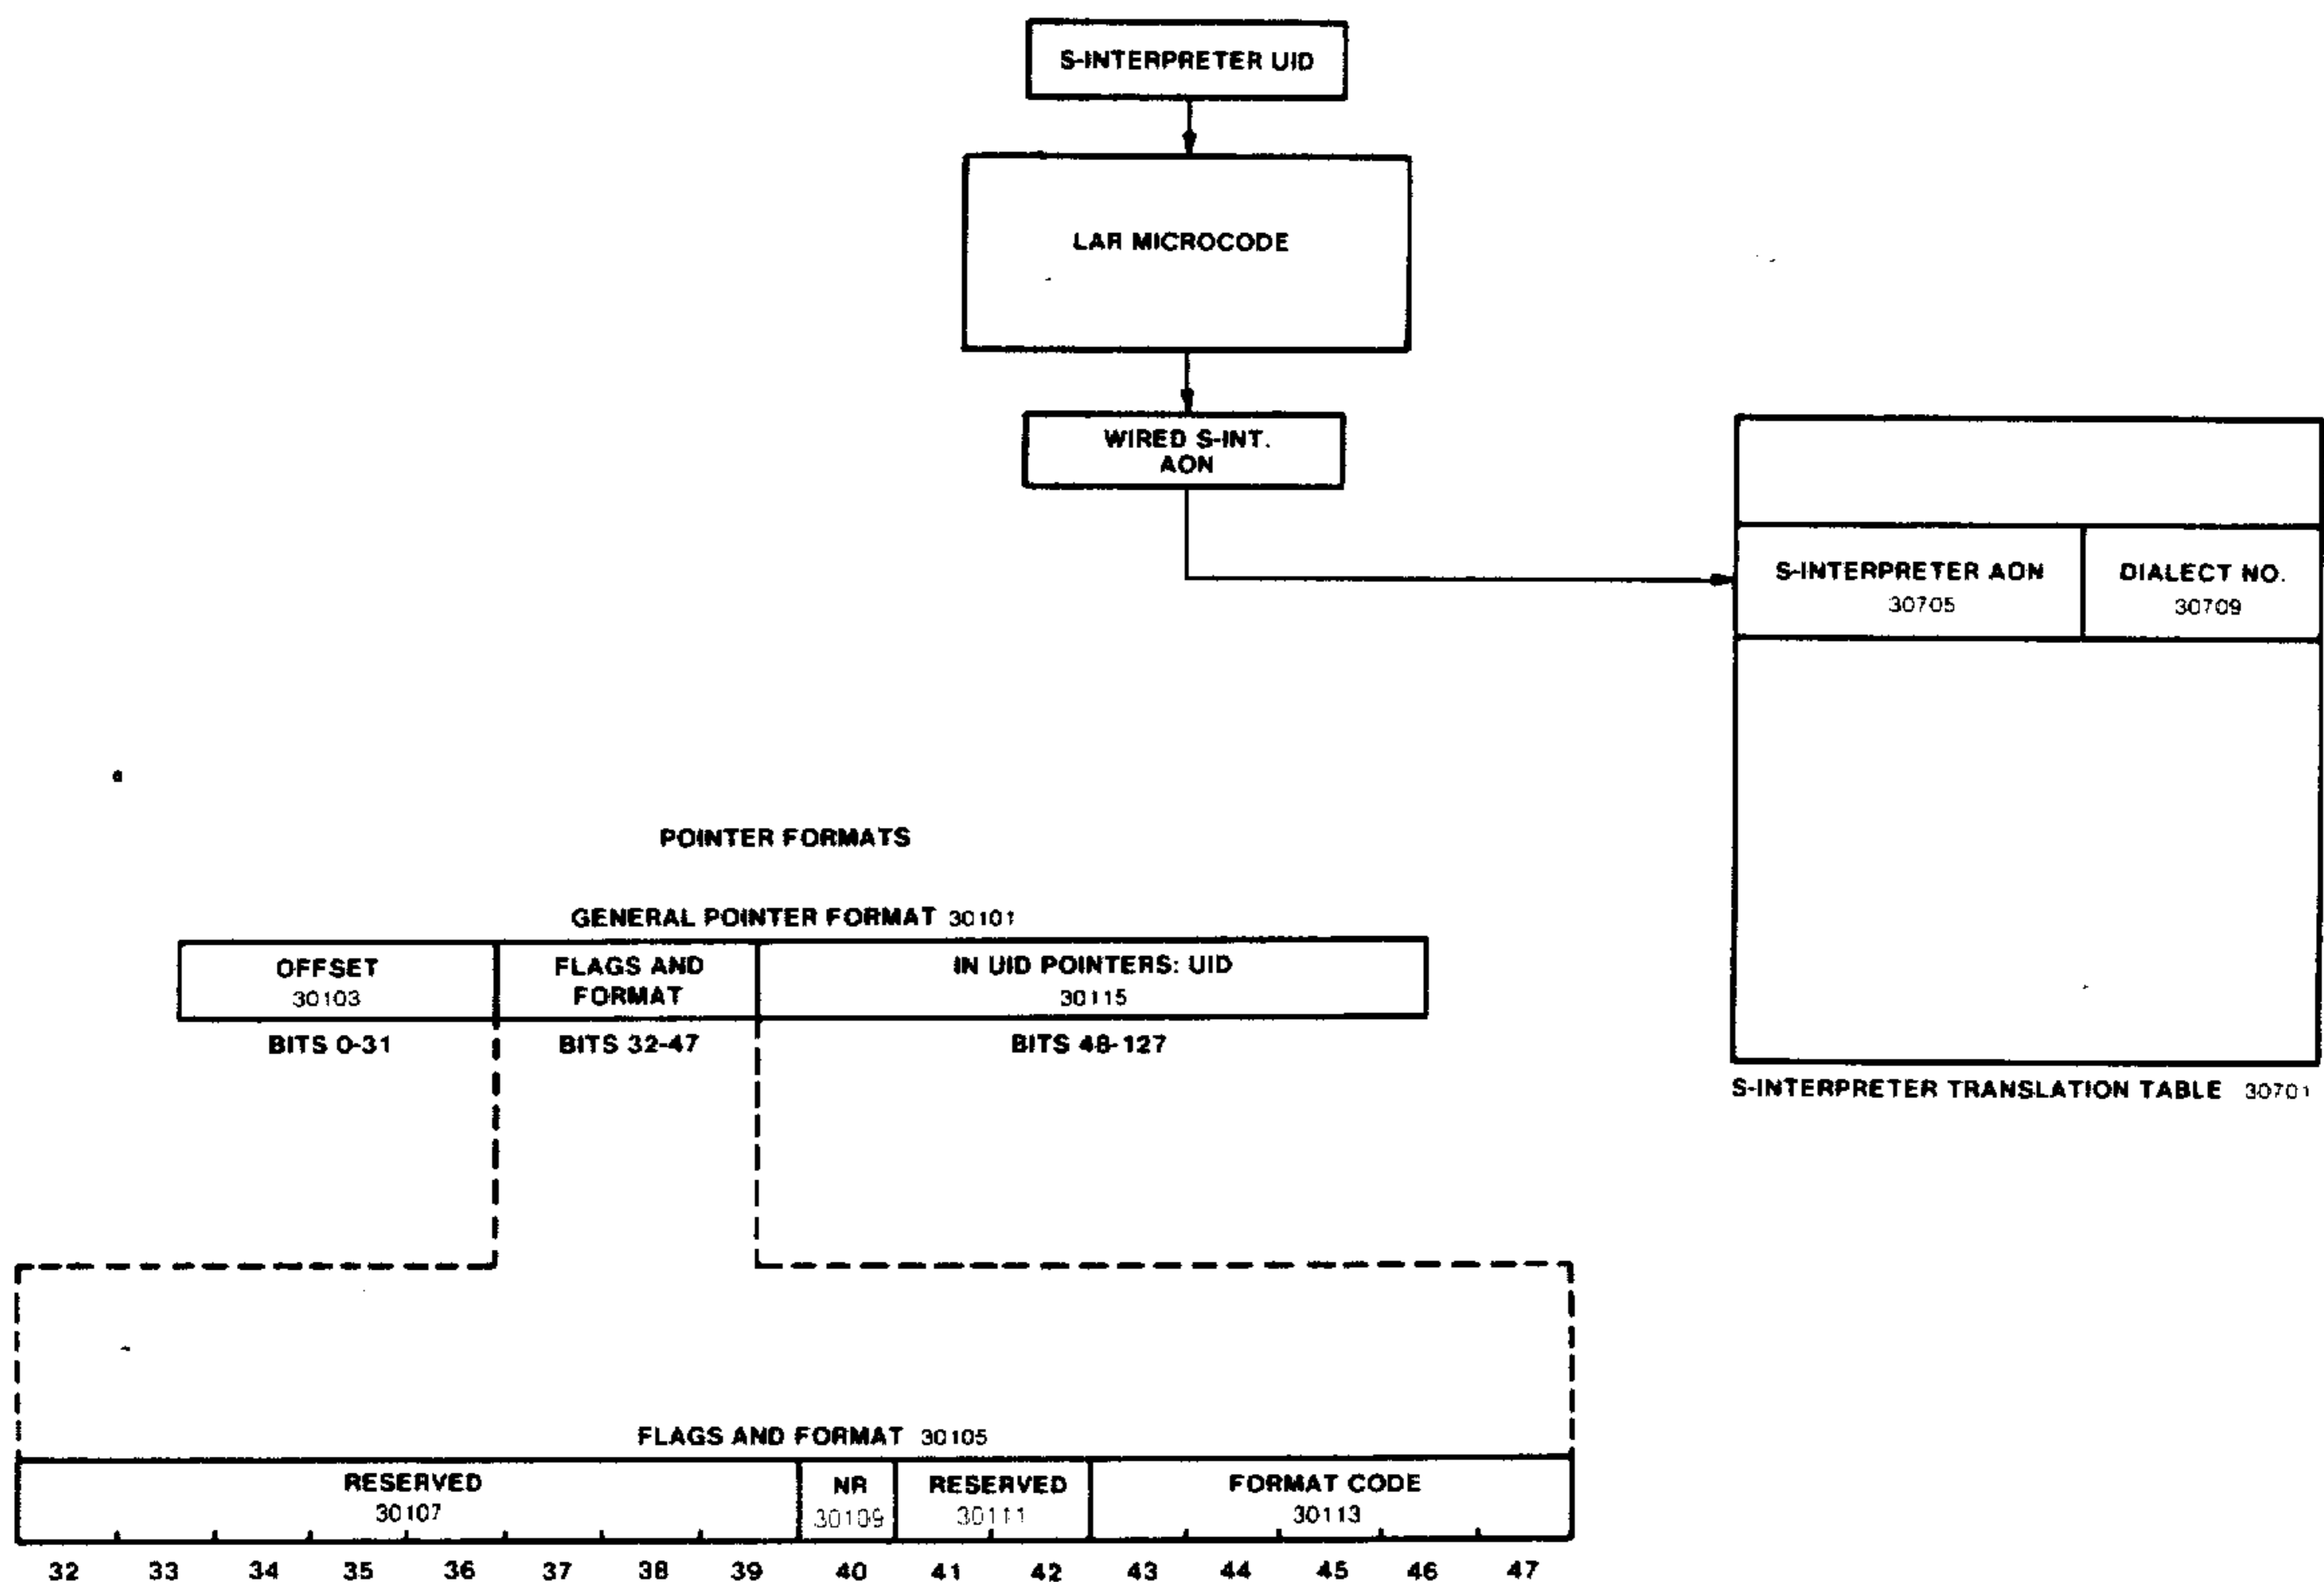 S-INTERPRETER UID
LAR MICROCODE
WIRED S-INT.
AON
S-INTERPRETER AON
30705
DIALECT NO.
30709
S-INTERPRETER TRANSLATION TABLE 30701
POINTER FORMATS
GENERAL POINTER FORMAT 30101
OFFSET
30103
FLAGS AND
FORMAT
IN UID POINTERS: UID
30115
BITS 0-31
BITS 32-47
BITS 48-127
FLAGS AND FORMAT 30105
RESERVED
30107
NR
30109
RESERVED
30111
FORMAT CODE
30113
32 33 34 35 36 37 38 39 40 41 42 43 44 45 46 47